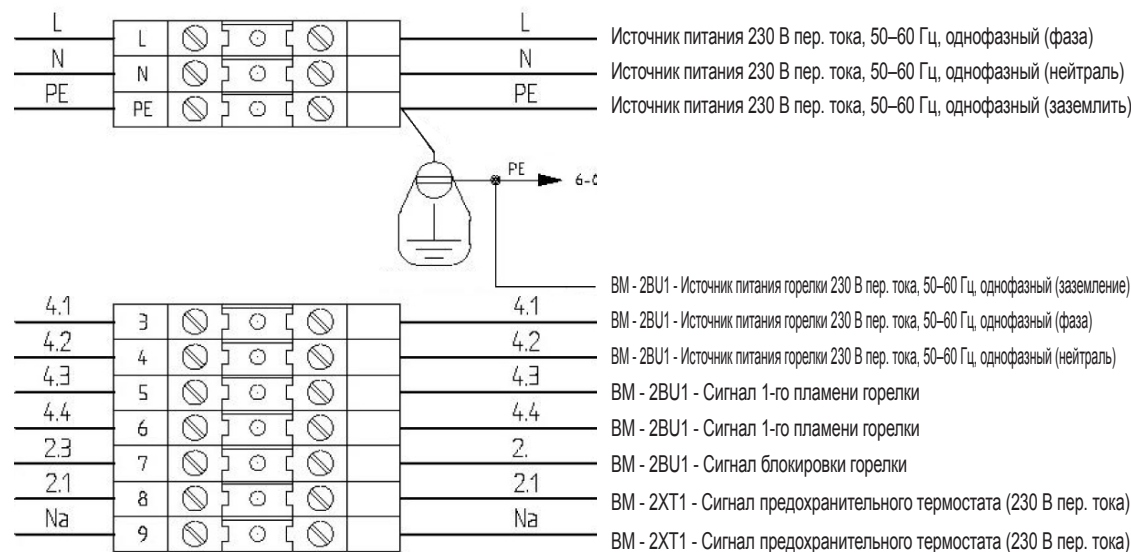 L L Источник питания 230 В пер. тока, 50–60 Гц, однофазный (фаза)
L
N N Источник питания 230 В пер. тока, 50–60 Гц, однофазный (нейтраль)
N
PE PE Источник питания 230 В пер. тока, 50–60 Гц, однофазный (заземлить)
PE
PE 6-0
BM - 2BU1 - Источник питания горелки 230 В пер. тока, 50–60 Гц, однофазный (заземление)
4.1 4.1 BM - 2BU1 - Источник питания горелки 230 В пер. тока, 50–60 Гц, однофазный (фаза)
3
4.2 4.2 BM - 2BU1 - Источник питания горелки 230 В пер. тока, 50–60 Гц, однофазный (нейтраль)
4
4.3 4.3 BM - 2BU1 - Сигнал 1-го пламени горелки
5
4.4 4.4 BM - 2BU1 - Сигнал 1-го пламени горелки
6
2.3 2. BM - 2BU1 - Сигнал блокировки горелки
7
2.1 2.1 BM - 2XT1 - Сигнал предохранительного термостата (230 В пер. тока)
8
Na Na BM - 2XT1 - Сигнал предохранительного термостата (230 В пер. тока)
9